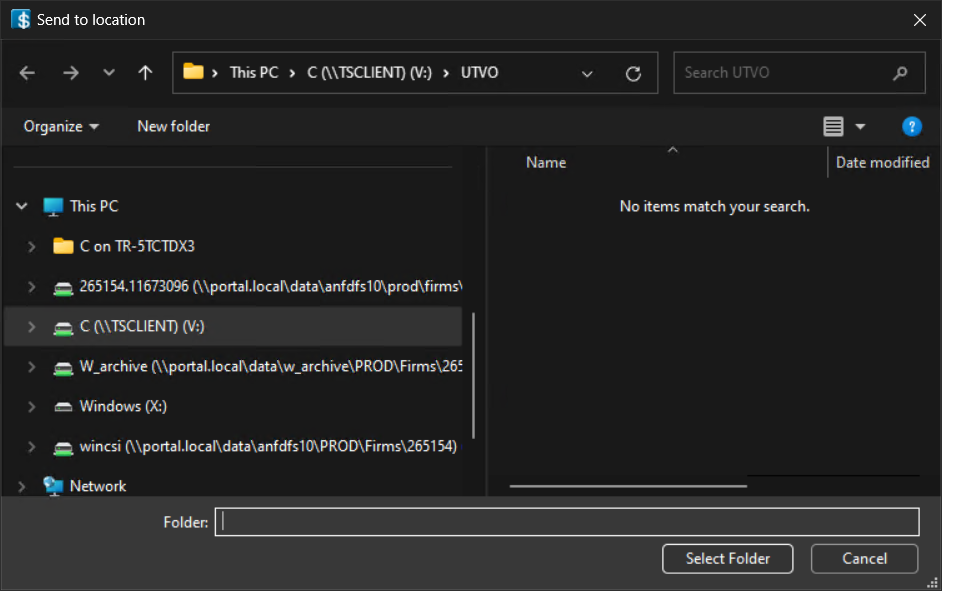 Send to location
This PC > C (\\TSCLIENT) (V:) > UTVO
Search UTVO
Organize
New folder
?
Name
Date modified
No items match your search.
This PC
C on TR-5TCTDX3
265154.11673096 (\\portal.local\data\anfdfs10\prod\firms\
C (\\TSCLIENT) (V:)
W_archive (\\portal.local\data\w_archive\PROD\Firms\265
Windows (X:)
wincsi (\\portal.local\data\anfdfs10\PROD\Firms\265154)
Network
Folder:
Select Folder
Cancel